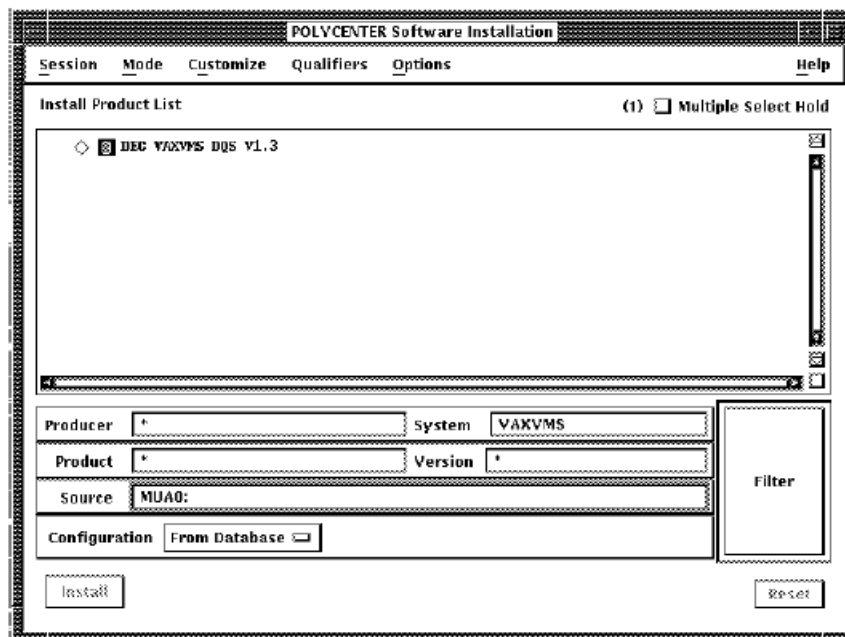 POLYCENTER Software Installation
Session Mode Customize Qualifiers Options Help
Install Product List (1) Multiple Select Hold
DEC VAXVMS DQS V1.3
Producer * System VAXVMS
Product * Version *
Source MUA0:
Filter
Configuration From Database
Install Reset